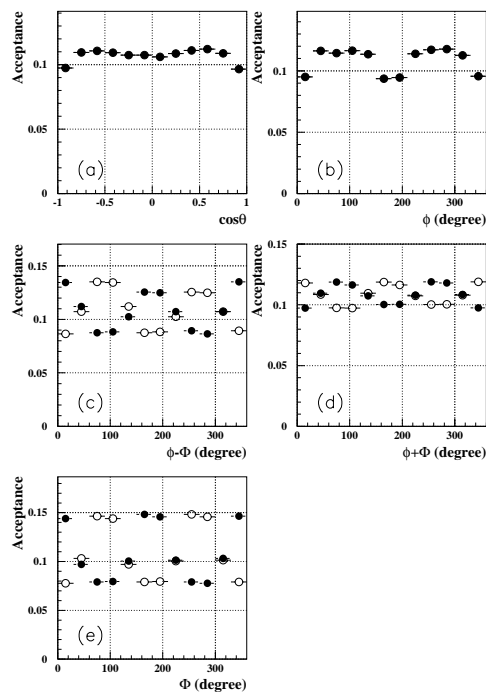 Acceptance
0.1
0.05
0
(a)
-1 -0.5 0 0.5 1
cosθ
Acceptance
0.15
0.1
0.05
0
(b)
0 100 200 300
ϕ (degree)
Acceptance
0.15
0.1
0.05
0
(c)
0 100 200 300
ϕ-Φ (degree)
Acceptance
0.15
0.1
0.05
0
(d)
0 100 200 300
ϕ+Φ (degree)
Acceptance
0.15
0.1
0.05
0
(e)
0 100 200 300
Φ (degree)